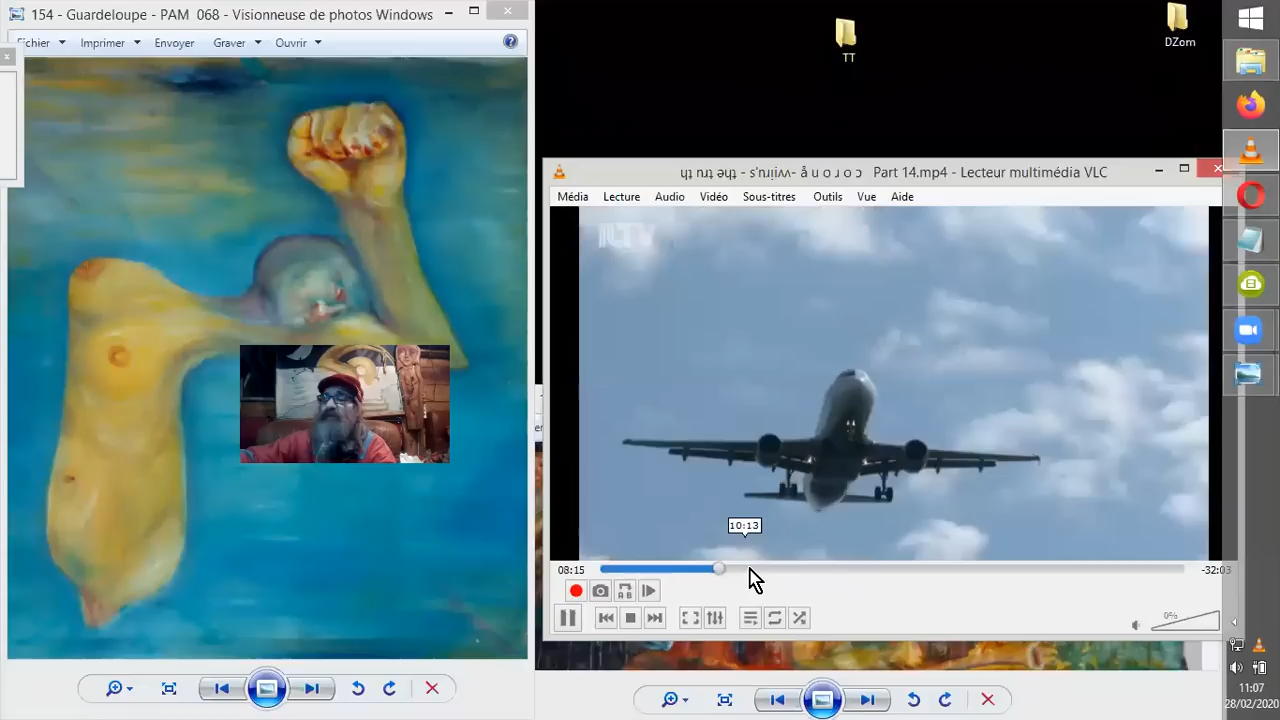 154 - Guardeloupe - PAM  068 - Visionneuse de photos Windows
Fichier Imprimer Envoyer Graver Ouvrir
TT
DZom
Part 14.mp4 - Lecteur multimédia VLC
Média Lecture Audio Vidéo Sous-titres Outils Vue Aide
10:13
08:15
-32:03
0%
11:07
28/02/2020